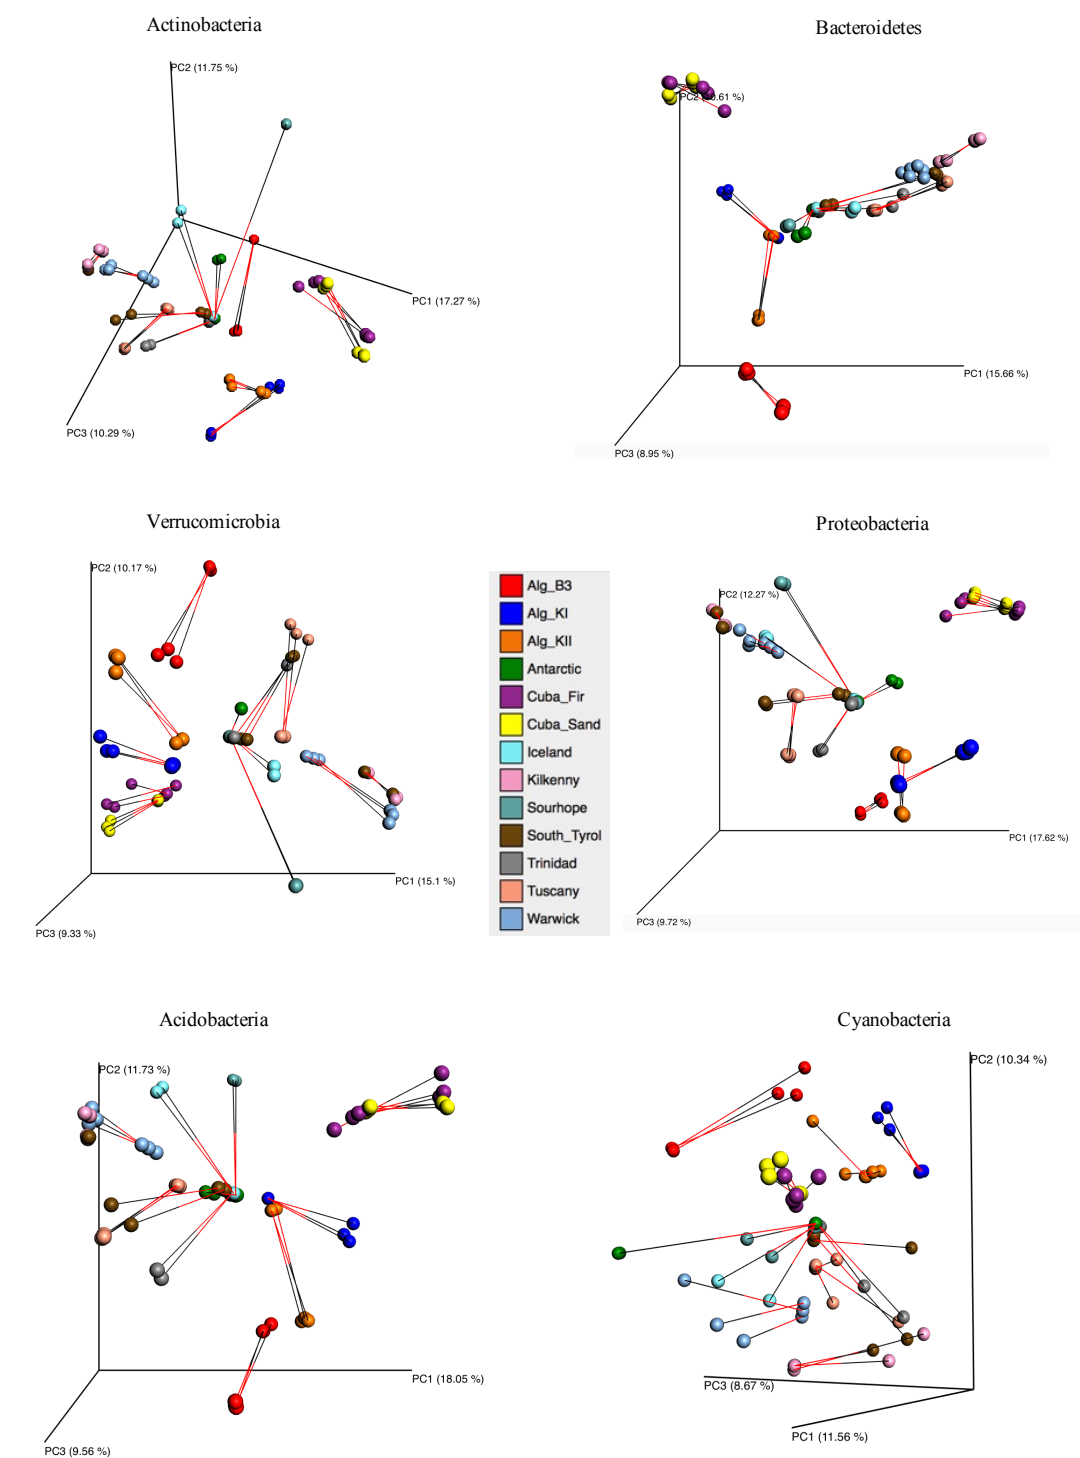 Actinobacteria
Bacteroidetes
PC2 (11.75 %)
PC1 (17.27 %)
PC3 (10.29 %)
PC2 0.61 %)
PC1 (15.66 %)
PC3 (8.95 %)
Verrucomicrobia
Proteobacteria
PC2 (10.17 %)
PC1 (15.1 %)
PC3 (9.33 %)
Alg_B3
Alg_KI
Alg_KII
Antarctic
Cuba_Fir
Cuba_Sand
Iceland
Kilkenny
Sourhope
South_Tyrol
Trinidad
Tuscany
Warwick
PC2 (12.27 %)
PC1 (17.62 %)
PC3 (9.72 %)
Acidobacteria
Cyanobacteria
PC2 (11.73 %)
PC1 (18.05 %)
PC3 (9.56 %)
PC2 (10.34 %)
PC3 (8.67 %)
PC1 (11.56 %)